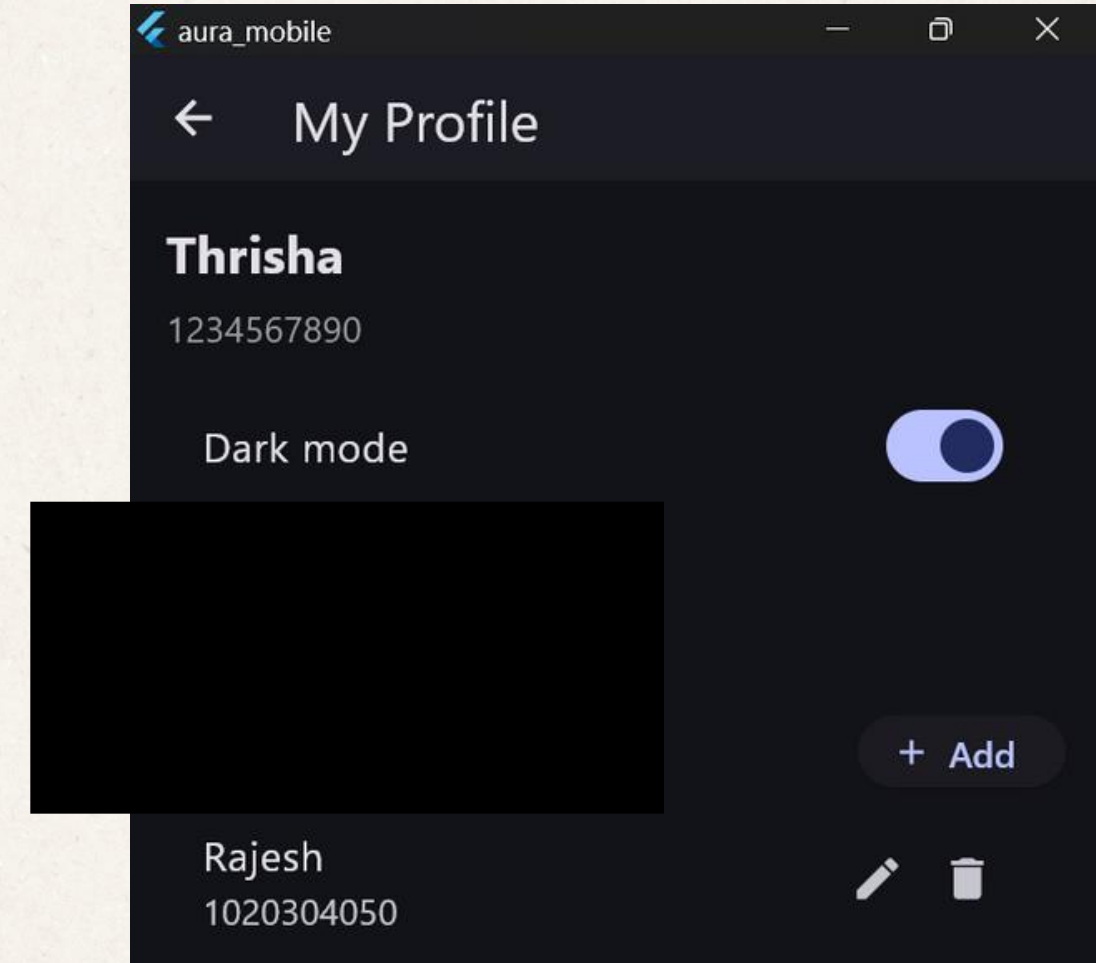 aura_mobile
My Profile
Thrisha
1234567890
Dark mode
+ Add
Rajesh
1020304050